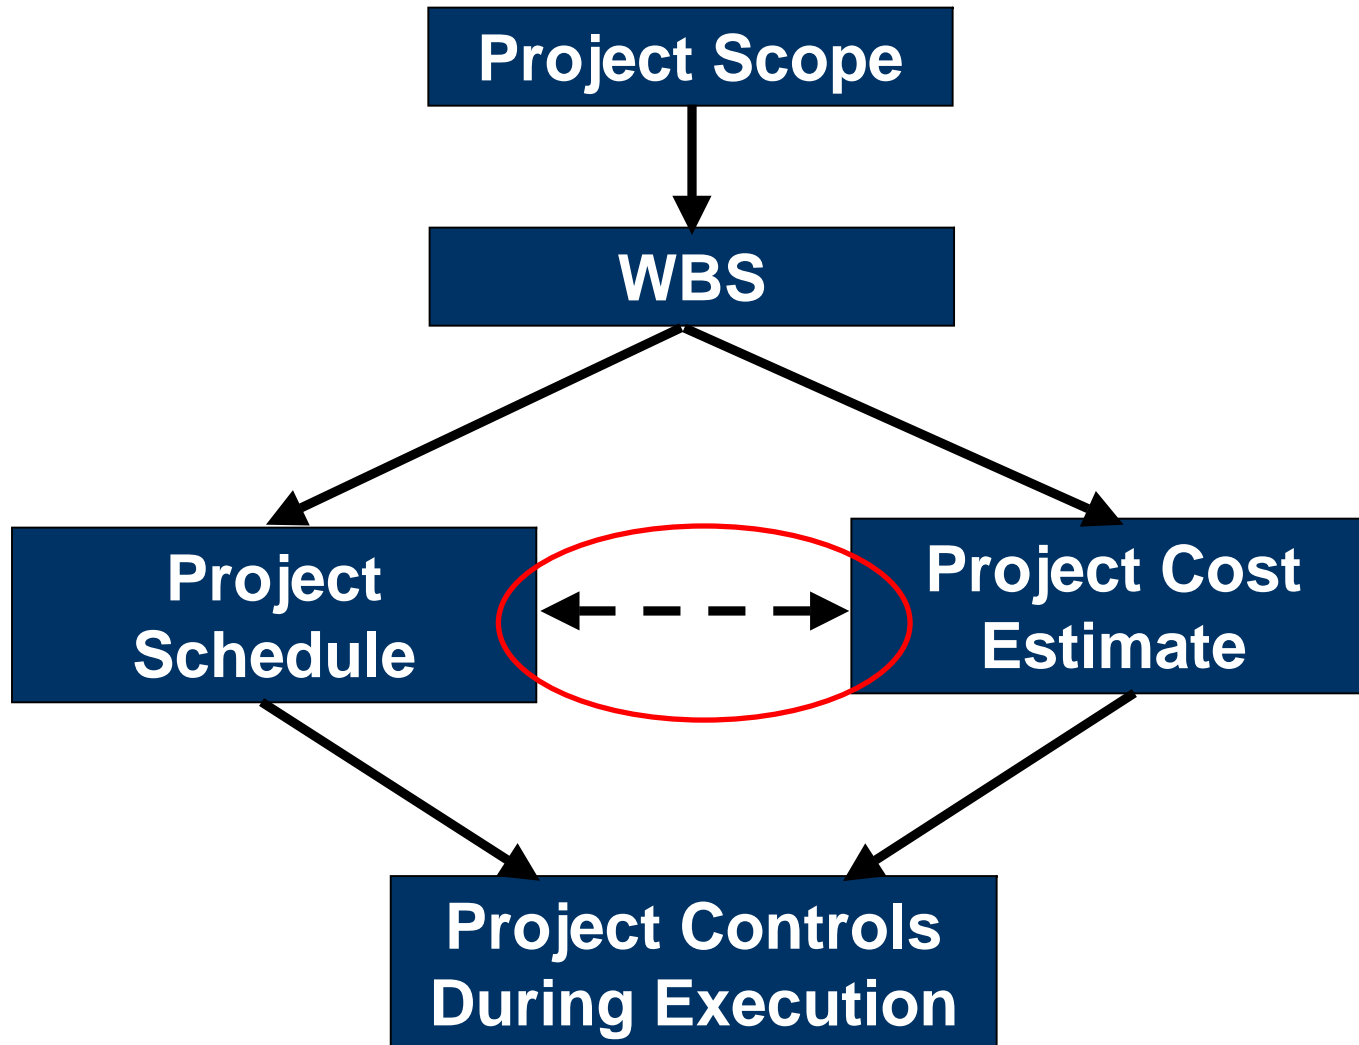 Project Scope
WBS
Project
Schedule
Project Cost
Estimate
Project Controls
During Execution